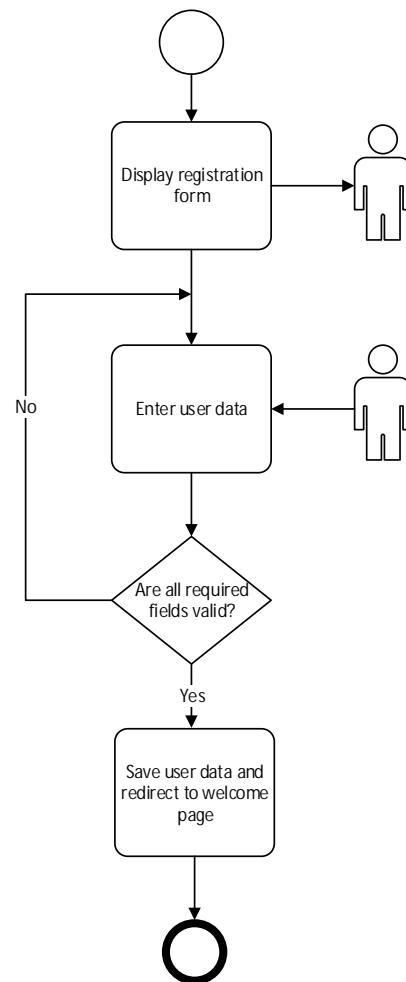 Display registration
form
No
Enter user data
Are all required
fields valid?
Yes
Save user data and
redirect to welcome
page